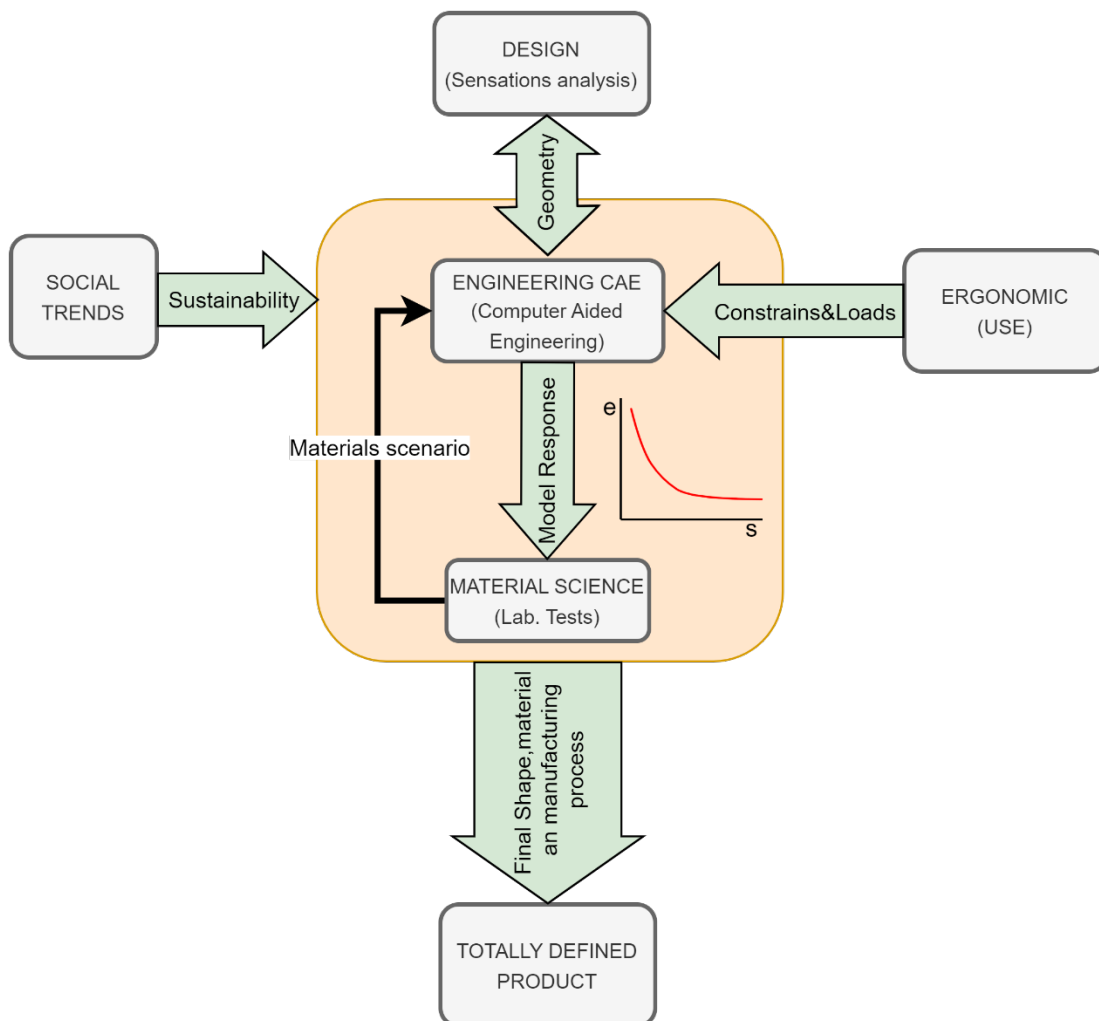 DESIGN
(Sensations analysis)
Geometry
SOCIAL
TRENDS
Sustainability
ENGINEERING CAE
(Computer Aided
Engineering)
Constrains&Loads
ERGONOMIC
(USE)
Materials scenario
Model Response
e
s
MATERIAL SCIENCE
(Lab. Tests)
Final Shape,material
an manufacturing
process
TOTALLY DEFINED
PRODUCT